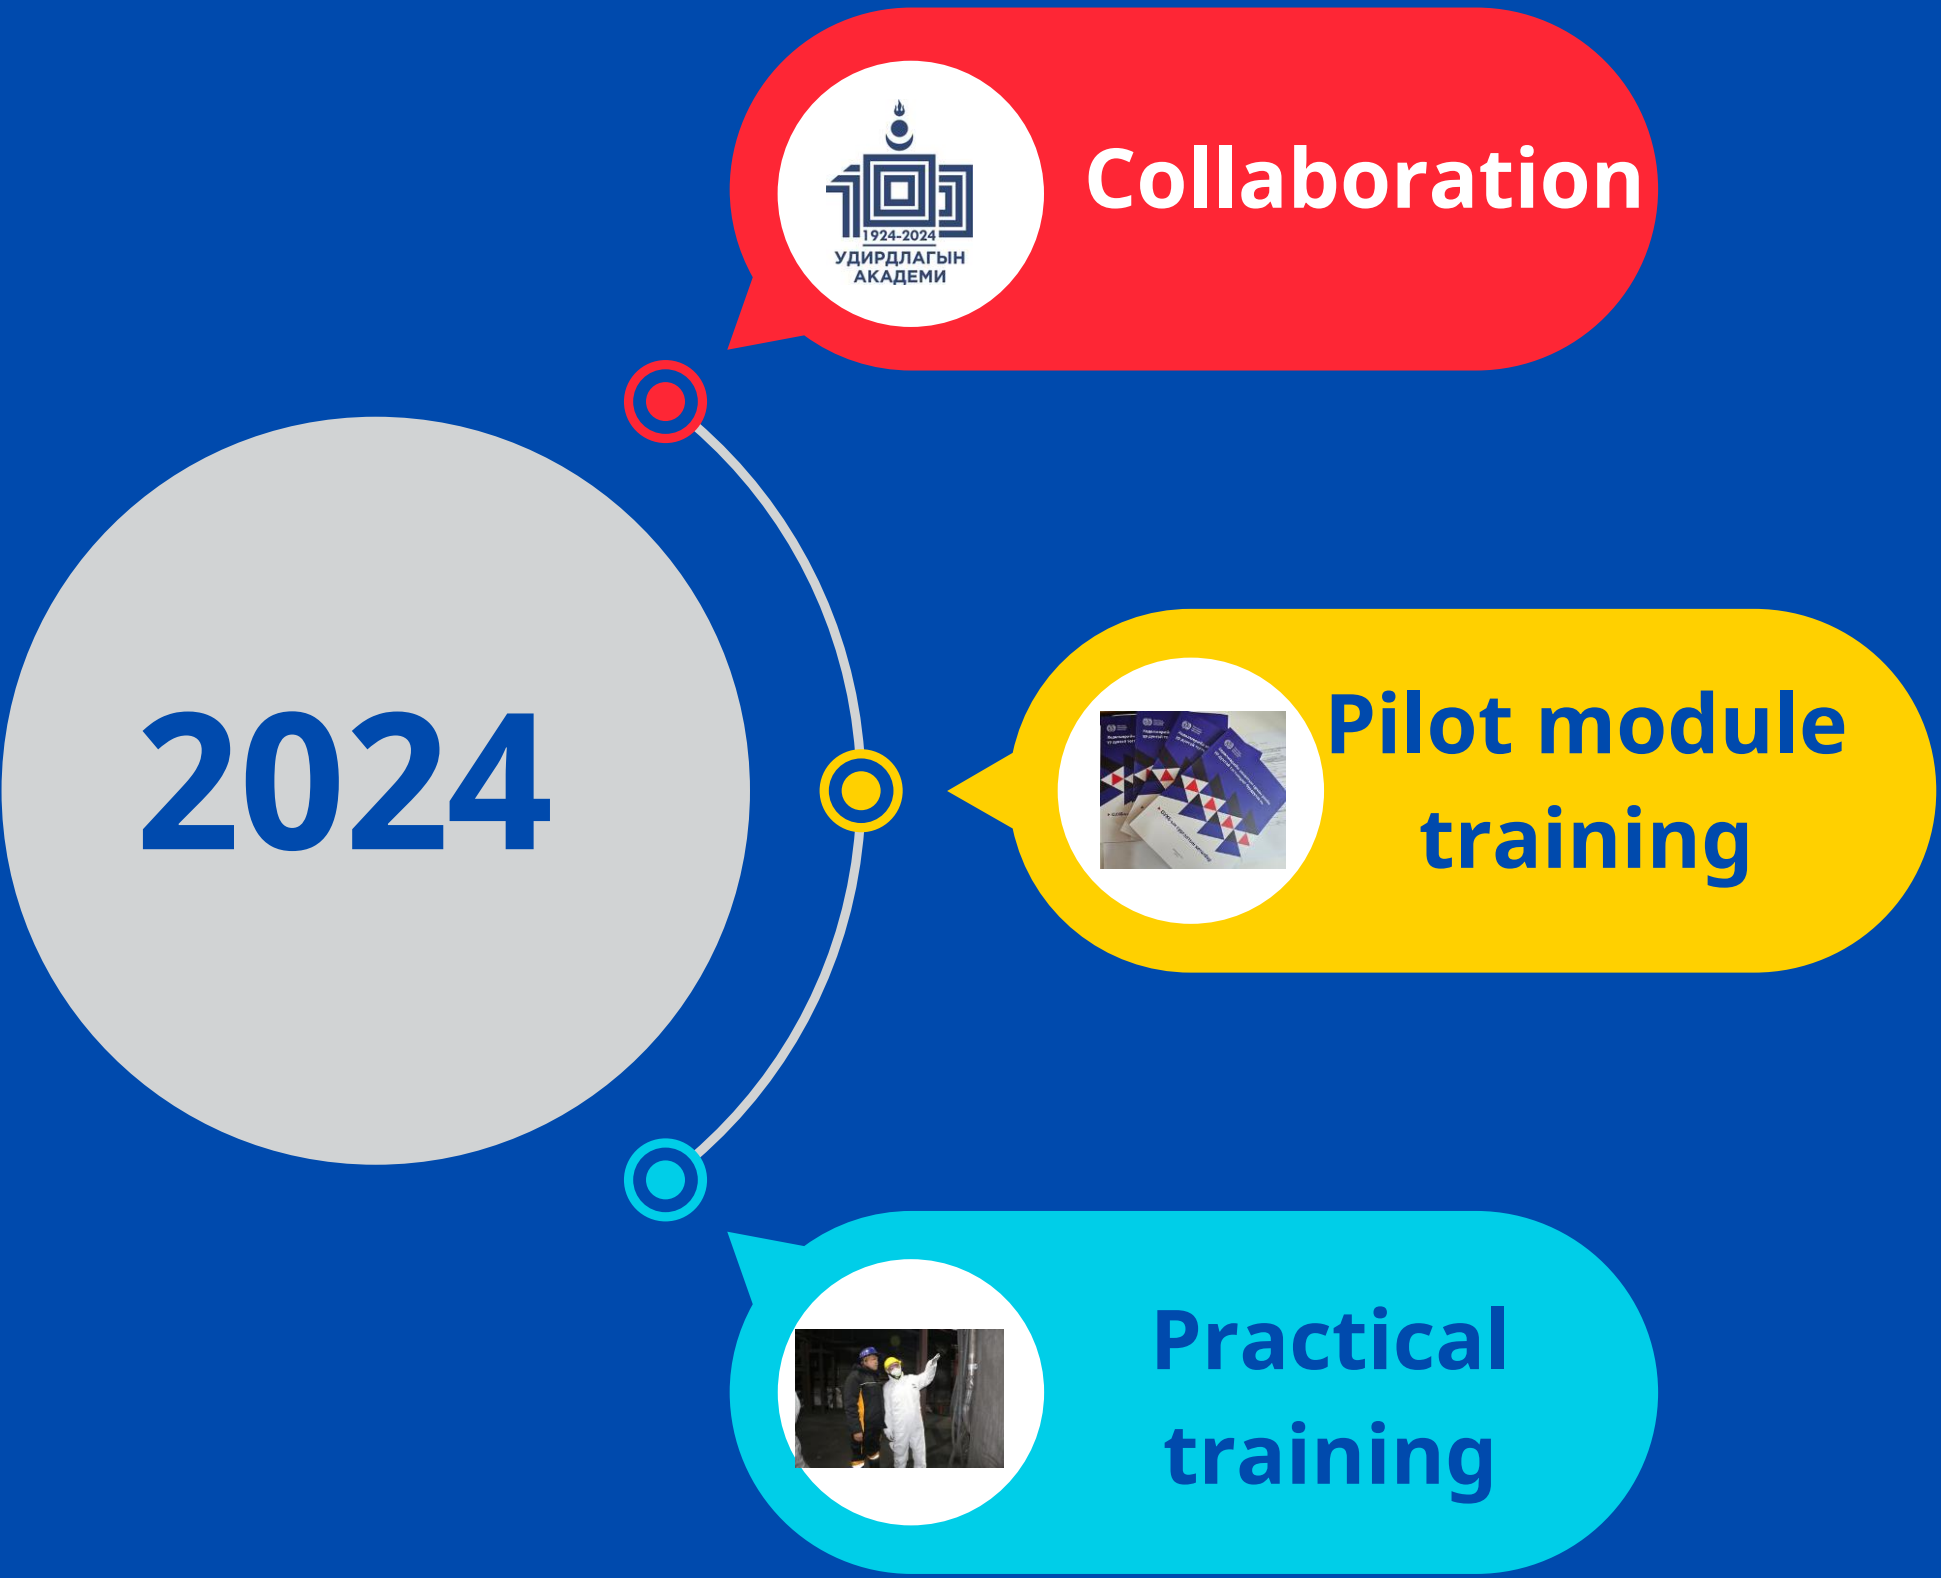 1924-2024
УДИРДЛАГЫН
АКАДЕМИ
Collaboration
2024
Pilot module
training
Practical
training